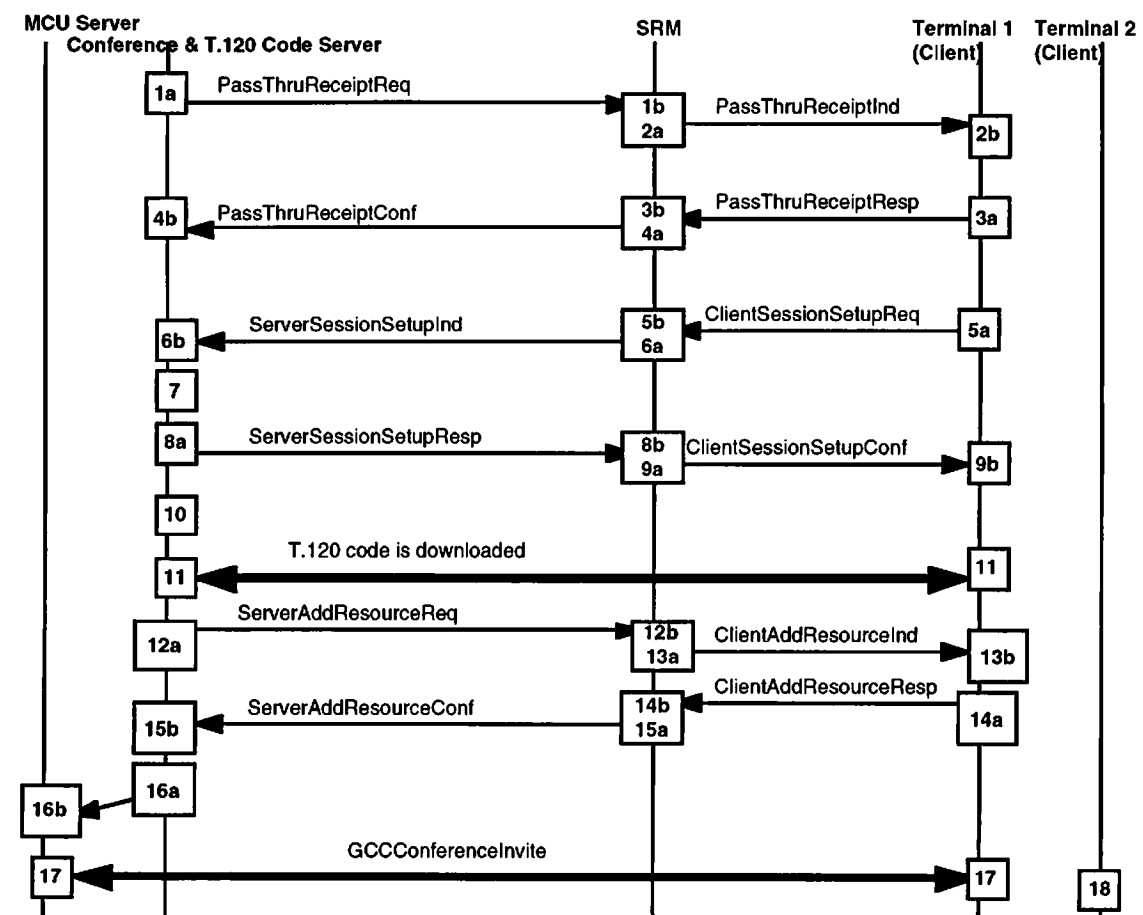 MCU Server
Conference & T.120 Code Server
SRM
Terminal 1
(Client)
Terminal 2
(Client)
1a
PassThruReceiptReq
1b
2a
PassThruReceiptInd
2b
4b
PassThruReceiptConf
3b
4a
PassThruReceiptResp
3a
6b
ServerSessionSetupInd
5b
6a
ClientSessionSetupReq
5a
7
8a
ServerSessionSetupResp
8b
9a
ClientSessionSetupConf
9b
10
T.120 code is downloaded
11
11
ServerAddResourceReq
12a
12b
13a
ClientAddResourceInd
13b
ServerAddResourceConf
15b
14b
15a
ClientAddResourceResp
14a
16b
16a
GCCConferenceInvite
17
17
18